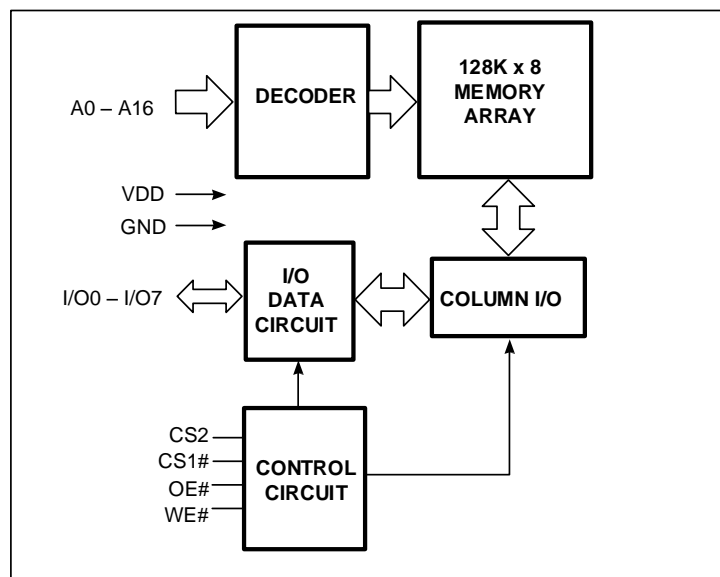 A0 – A16
DECODER
128K x 8
MEMORY
ARRAY
VDD
GND
I/O0 – I/O7
I/O
DATA
CIRCUIT
COLUMN I/O
CS2
CS1#
OE#
WE#
CONTROL
CIRCUIT